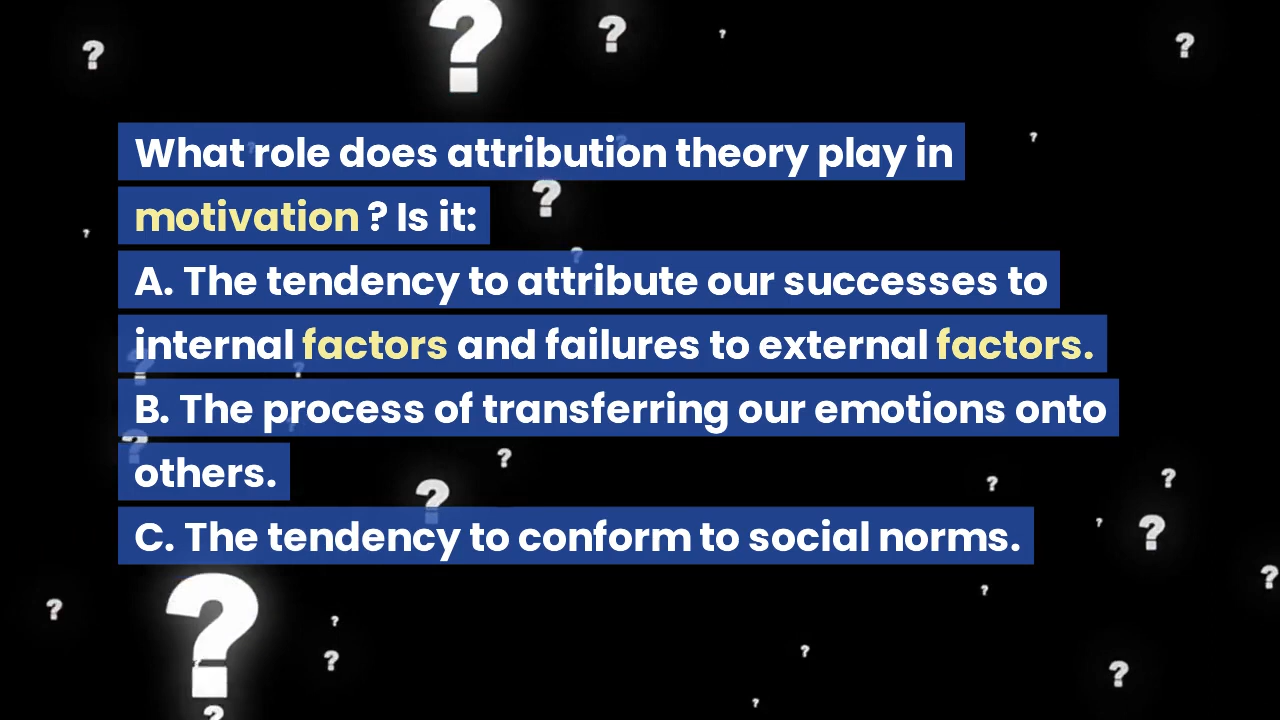 What role does attribution theory play in
motivation ? Is it:
A. The tendency to attribute our successes to
internal factors and failures to external factors.
B. The process of transferring our emotions onto
others.
C. The tendency to conform to social norms.